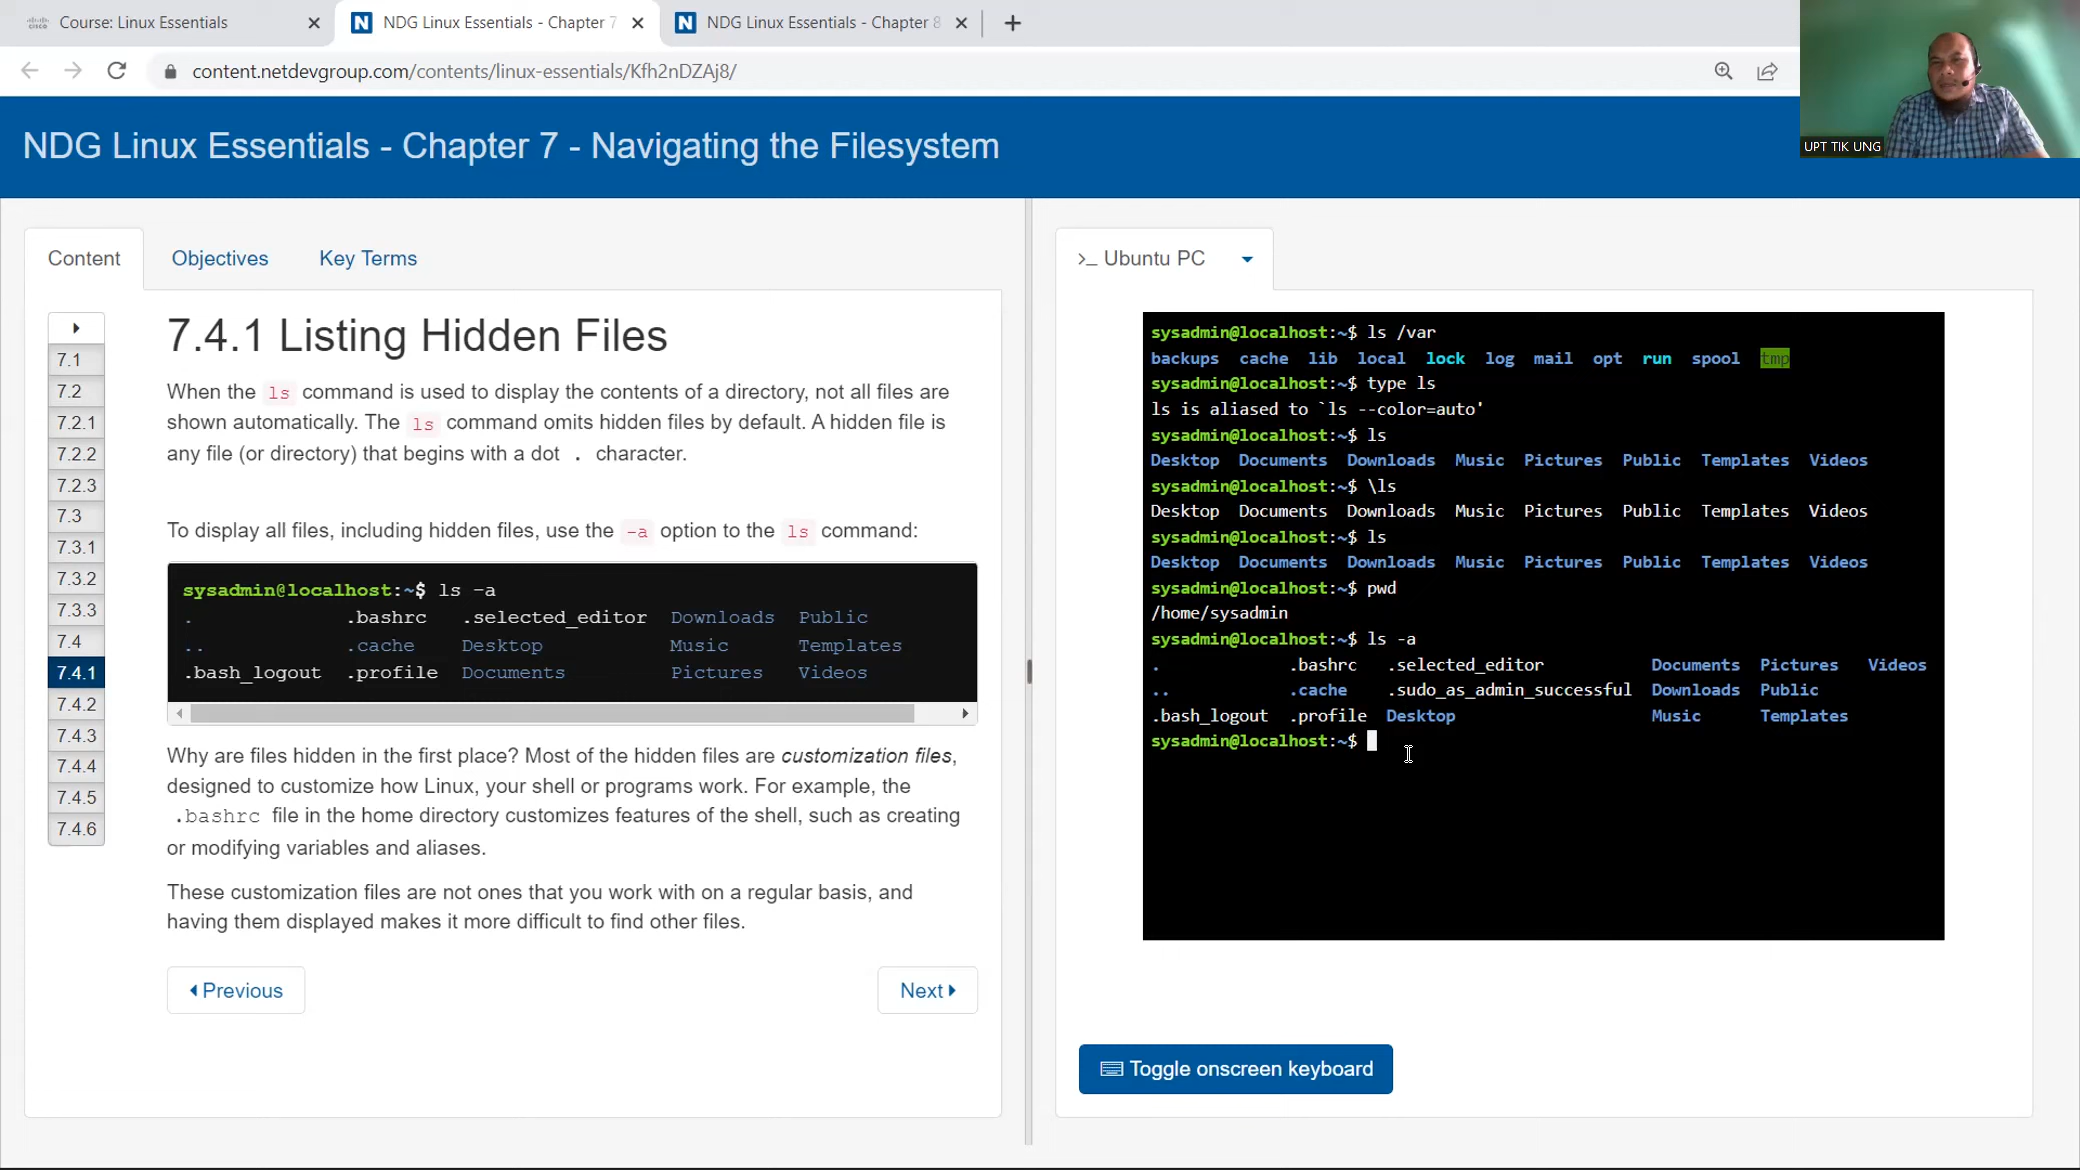 Course: Linux Essentials
NDG Linux Essentials - Chapter 7
NDG Linux Essentials - Chapter 8
content.netdevgroup.com/contents/linux-essentials/Kfh2nDZAj8/
UPT TIK UNG
NDG Linux Essentials - Chapter 7 - Navigating the Filesystem
Content Objectives Key Terms
7.1
7.2
7.2.1
7.2.2
7.2.3
7.3
7.3.1
7.3.2
7.3.3
7.4
7.4.1
7.4.2
7.4.3
7.4.4
7.4.5
7.4.6
7.4.1 Listing Hidden Files
When the ls command is used to display the contents of a directory, not all files are
shown automatically. The ls command omits hidden files by default. A hidden file is
any file (or directory) that begins with a dot . character.
To display all files, including hidden files, use the -a option to the ls command:
sysadmin@localhost:~$ ls -a
. .bashrc .selected_editor Downloads Public
.. .cache Desktop Music Templates
.bash_logout .profile Documents Pictures Videos
Why are files hidden in the first place? Most of the hidden files are customization files,
designed to customize how Linux, your shell or programs work. For example, the
.bashrc file in the home directory customizes features of the shell, such as creating
or modifying variables and aliases.
These customization files are not ones that you work with on a regular basis, and
having them displayed makes it more difficult to find other files.
Previous
Next
>_ Ubuntu PC
sysadmin@localhost:~$ ls /var
backups cache lib local lock log mail opt run spool tmp
sysadmin@localhost:~$ type ls
ls is aliased to `ls --color=auto'
sysadmin@localhost:~$ ls
Desktop Documents Downloads Music Pictures Public Templates Videos
sysadmin@localhost:~$ \ls
Desktop Documents Downloads Music Pictures Public Templates Videos
sysadmin@localhost:~$ ls
Desktop Documents Downloads Music Pictures Public Templates Videos
sysadmin@localhost:~$ pwd
/home/sysadmin
sysadmin@localhost:~$ ls -a
. .bashrc .selected_editor Documents Pictures Videos
.. .cache .sudo_as_admin_successful Downloads Public
.bash_logout .profile Desktop Music Templates
sysadmin@localhost:~$
Toggle onscreen keyboard